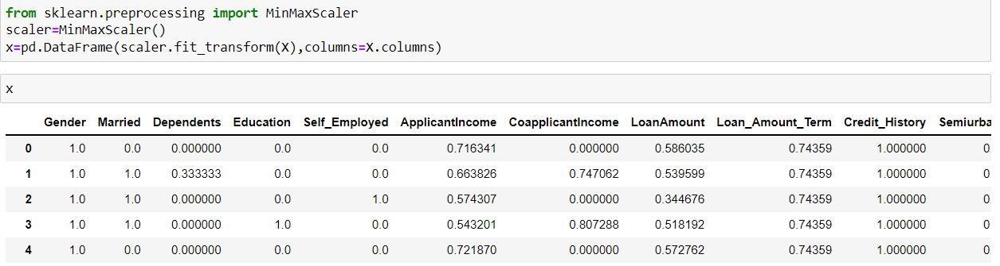 from sklearn.preprocessing import MinMaxScaler
scaler=MinMaxScaler()
x=pd.DataFrame(scaler.fit_transform(X),columns=X.columns)
x
Gender Married Dependents Education Self_Employed ApplicantIncome CoapplicantIncome LoanAmount Loan_Amount_Term Credit_History Semiurba
0 1.0 0.0 0.000000 0.0 0.0 0.716341 0.000000 0.586035 0.74359 1.000000 0.
1 1.0 1.0 0.333333 0.0 0.0 0.663826 0.747062 0.539599 0.74359 1.000000 0.
2 1.0 1.0 0.000000 0.0 1.0 0.574307 0.000000 0.344676 0.74359 1.000000 0.
3 1.0 1.0 0.000000 1.0 0.0 0.543201 0.807288 0.518192 0.74359 1.000000 0.
4 1.0 0.0 0.000000 0.0 0.0 0.721870 0.000000 0.572762 0.74359 1.000000 0.